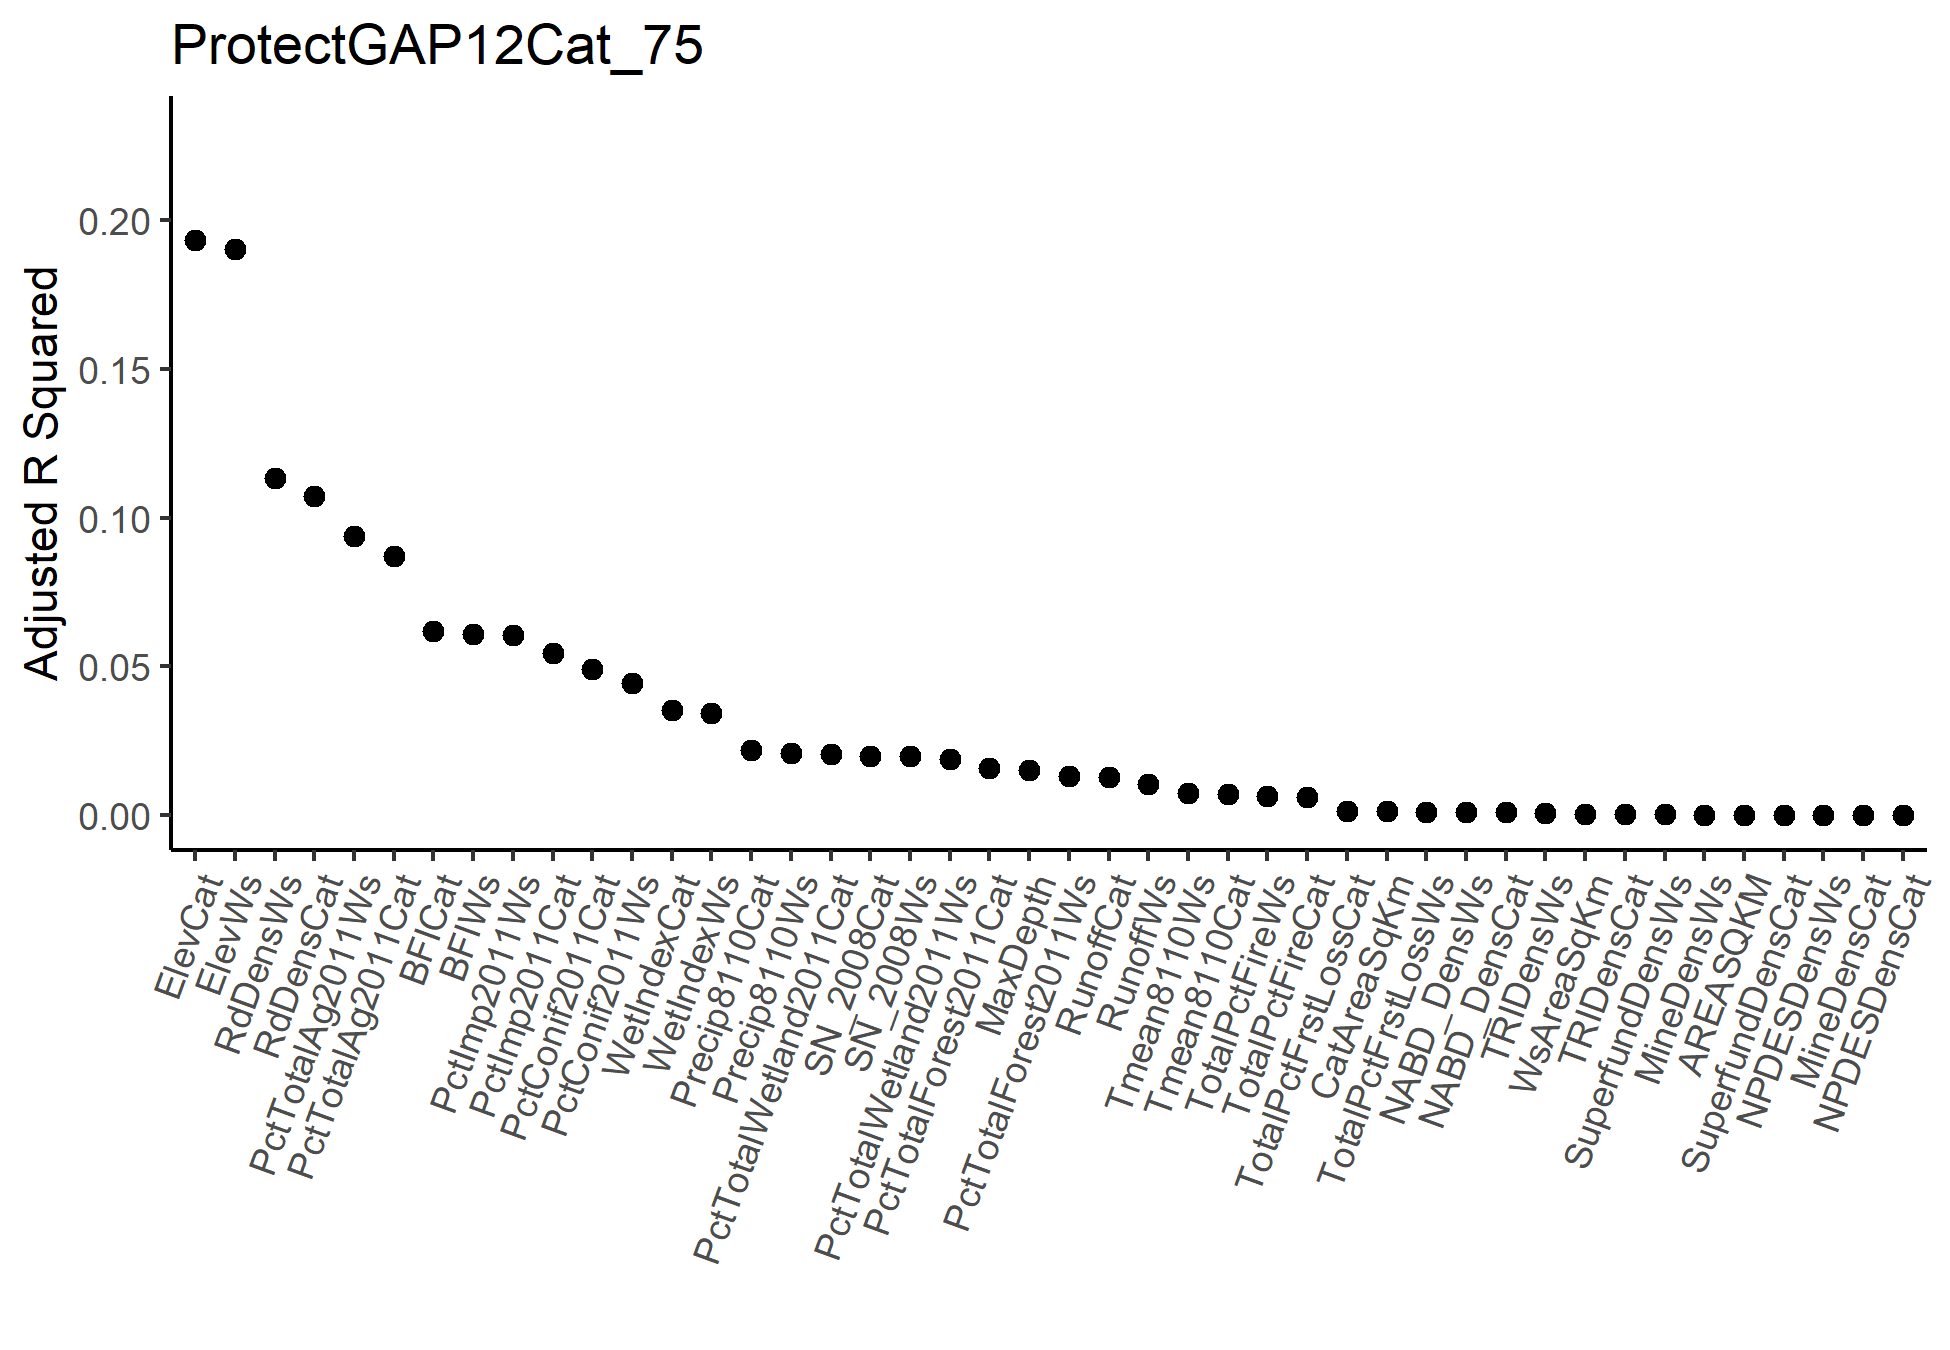 ProtectGAP12Cat_75
Adjusted R Squared
0.20
0.15
0.10
0.05
0.00
ElevCat
ElevWs
RdDensWs
RdDensCat
PctTotalAg2011Ws
PctTotalAg2011Cat
BFICat
BFIWs
PctImp2011Ws
PctImp2011Cat
PctConif2011Cat
PctConif2011Ws
WetIndexCat
WetIndexWs
Precip8110Cat
Precip8110Ws
PctTotalWetland2011Cat
SN_2008Cat
SN_2008Ws
PctTotalWetland2011Ws
PctTotalForest2011Cat
MaxDepth
PctTotalForest2011Ws
RunoffCat
RunoffWs
Tmean8110Ws
Tmean8110Cat
TotalPctFireWs
TotalPctFireCat
TotalPctFrstLossCat
CatAreaSqKm
TotalPctFrstLossWs
NABD_DensWs
NABD_DensCat
TRIDensWs
WsAreaSqKm
TRIDensCat
SuperfundDensWs
MineDensWs
AREASQKM
SuperfundDensCat
NPDESDensWs
MineDensCat
NPDESDensCat